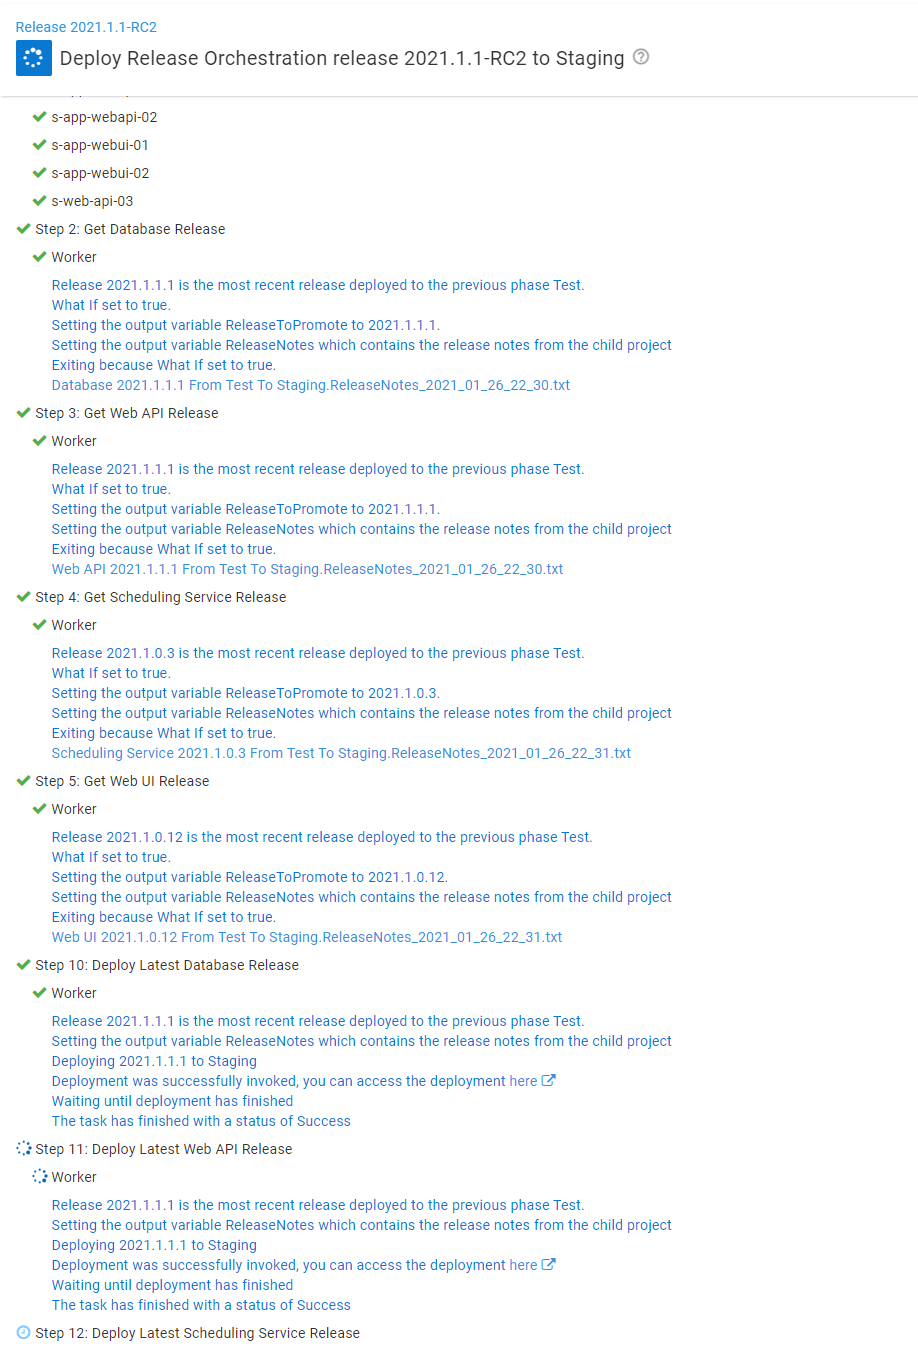 Release 2021.1.1-RC2
Deploy Release Orchestration release 2021.1.1-RC2 to Staging
s-app-webapi-02
s-app-webui-01
s-app-webui-02
s-web-api-03
Step 2: Get Database Release
Worker
Release 2021.1.1.1 is the most recent release deployed to the previous phase Test.
What If set to true.
Setting the output variable ReleaseToPromote to 2021.1.1.1.
Setting the output variable ReleaseNotes which contains the release notes from the child project
Exiting because What If set to true.
Database 2021.1.1.1 From Test To Staging.ReleaseNotes_2021_01_26_22_30.txt
Step 3: Get Web API Release
Worker
Release 2021.1.1.1 is the most recent release deployed to the previous phase Test.
What If set to true.
Setting the output variable ReleaseToPromote to 2021.1.1.1.
Setting the output variable ReleaseNotes which contains the release notes from the child project
Exiting because What If set to true.
Web API 2021.1.1.1 From Test To Staging.ReleaseNotes_2021_01_26_22_30.txt
Step 4: Get Scheduling Service Release
Worker
Release 2021.1.0.3 is the most recent release deployed to the previous phase Test.
What If set to true.
Setting the output variable ReleaseToPromote to 2021.1.0.3.
Setting the output variable ReleaseNotes which contains the release notes from the child project
Exiting because What If set to true.
Scheduling Service 2021.1.0.3 From Test To Staging.ReleaseNotes_2021_01_26_22_31.txt
Step 5: Get Web UI Release
Worker
Release 2021.1.0.12 is the most recent release deployed to the previous phase Test.
What If set to true.
Setting the output variable ReleaseToPromote to 2021.1.0.12.
Setting the output variable ReleaseNotes which contains the release notes from the child project
Exiting because What If set to true.
Web UI 2021.1.0.12 From Test To Staging.ReleaseNotes_2021_01_26_22_31.txt
Step 10: Deploy Latest Database Release
Worker
Release 2021.1.1.1 is the most recent release deployed to the previous phase Test.
Setting the output variable ReleaseNotes which contains the release notes from the child project
Deploying 2021.1.1.1 to Staging
Deployment was successfully invoked, you can access the deployment here
Waiting until deployment has finished
The task has finished with a status of Success
Step 11: Deploy Latest Web API Release
Worker
Release 2021.1.1.1 is the most recent release deployed to the previous phase Test.
Setting the output variable ReleaseNotes which contains the release notes from the child project
Deploying 2021.1.1.1 to Staging
Deployment was successfully invoked, you can access the deployment here
Waiting until deployment has finished
The task has finished with a status of Success
Step 12: Deploy Latest Scheduling Service Release